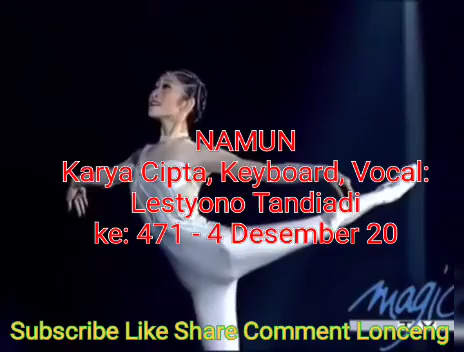 NAMUN
Karya Cipta, Keyboard, Vocal:
Lestyono Tandiadi
ke: 471 - 4 Desember 20
magic
Subscribe Like Share Comment Lonceng